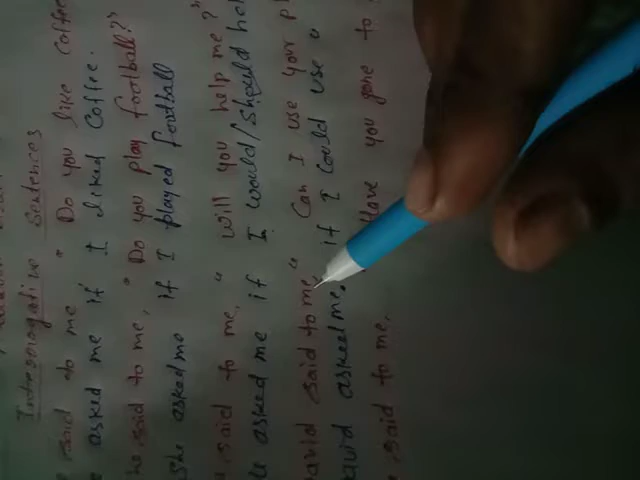 Interrogative Sentences
said to me " Do you like Coffee
asked me if I liked Coffee.
he said to me, " Do you play football?"
She asked me if I played football
said to me, " Will you help me?"
asked me if I would/should hel
avid said to me, " Can I use your p
avid asked me. if I could use
said to me, Have you gone to